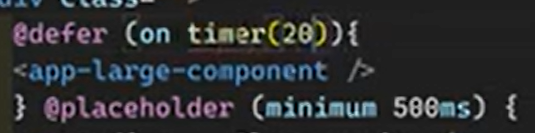 @defer (on timer(20)){
<app-large-component />
} @placeholder (minimum 500ms) {